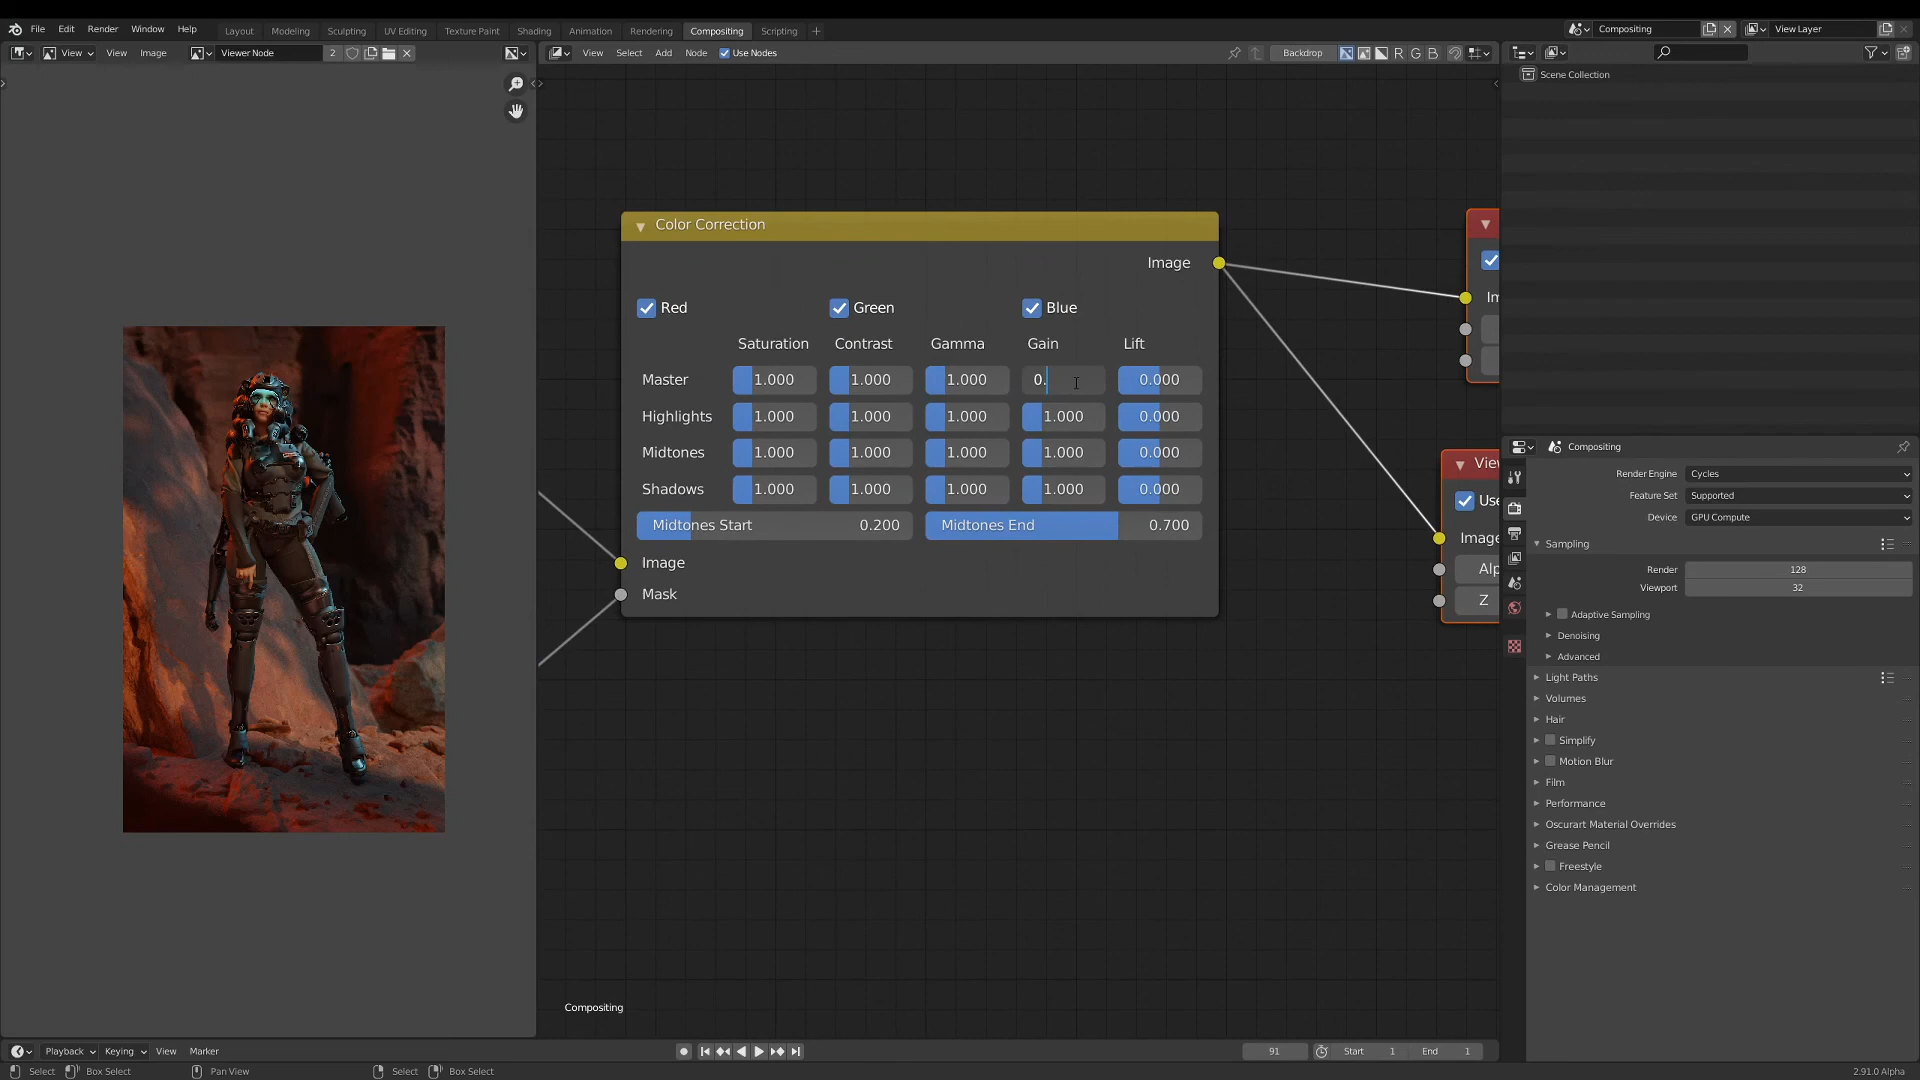 File Edit Render Window Help Layout Modeling Sculpting UV Editing Texture Paint Shading Animation Rendering Compositing Scripting + Compositing View Layer
View View Image Viewer Node 2 View Select Add Node Use Nodes Backdrop R G B
Scene Collection
Color Correction
Image
Red Green Blue
Saturation Contrast Gamma Gain Lift
Master 1.000 1.000 1.000 0. 0.000
Highlights 1.000 1.000 1.000 1.000 0.000
Midtones 1.000 1.000 1.000 1.000 0.000
Shadows 1.000 1.000 1.000 1.000 0.000
Midtones Start 0.200 Midtones End 0.700
Image
Mask
Im
View
Use
Image
Alp
Z
Compositing
Render Engine Cycles
Feature Set Supported
Device GPU Compute
Sampling
Render 128
Viewport 32
Adaptive Sampling
Denoising
Advanced
Light Paths
Volumes
Hair
Simplify
Motion Blur
Film
Performance
Oscurart Material Overrides
Grease Pencil
Freestyle
Color Management
Compositing
Playback Keying View Marker 91 Start 1 End 1
Select Box Select Pan View Select Box Select 2.91.0 Alpha